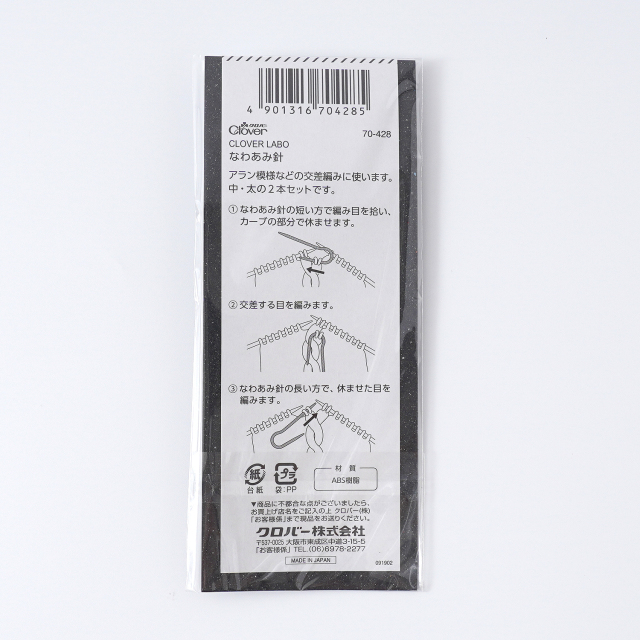 4 901316 704285
クロバー
Clover
70-428
CLOVER LABO
なわあみ針
アラン模様などの交差編みに使います。
中・太の2本セットです。
①なわあみ針の短い方で編み目を拾い、
カーブの部分で休ませます。
②交差する目を編みます。
③なわあみ針の長い方で、休ませた目を
編みます。
紙
台紙
プラ
袋:PP
材質
ABS樹脂
▼商品に不都合な点がございましたら、
お買上げ店名をご記入の上 クロバー(株)
「お客様係」まで現品をお送りください。
クロバー株式会社
〒537-0025 大阪市東成区中道3-15-5
「お客様係」TEL.(06)6978-2277
MADE IN JAPAN
091902